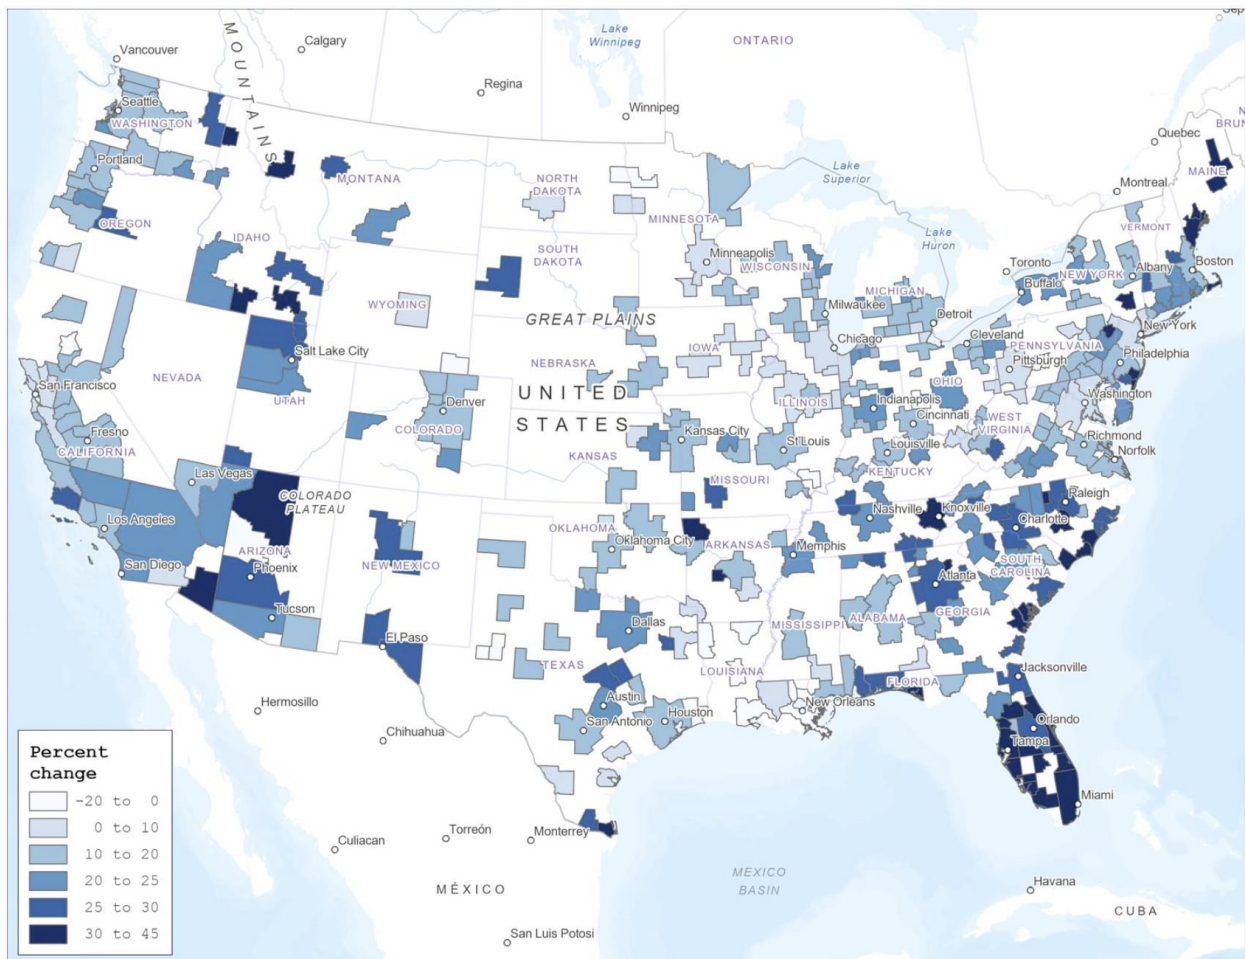 Vancouver
Calgary
MOUNTAINS
Lake
Winnipeg
ONTARIO
Regina
Winnipeg
Seattle
WASHINGTON
Quebec
MAINE
Montreal
Portland
MONTANA
NORTH
DAKOTA
Lake
Superior
MINNESOTA
OREGON
IDAHO
VERMONT
Lake
Huron
SOUTH
DAKOTA
Minneapolis
WISCONSIN
Toronto
NEW YORK
Albany
Boston
Buffalo
MICHIGAN
WYOMING
GREAT PLAINS
Milwaukee
Detroit
New York
Cleveland
PENNSYLVANIA
Salt Lake City
IOWA
Chicago
Pittsburgh
Philadelphia
NEBRASKA
NEVADA
San Francisco
UTAH
UNITED
STATES
OHIO
Denver
COLORADO
ILLINOIS
Indianapolis
Washington
Cincinnati
WEST
VIRGINIA
Fresno
CALIFORNIA
Kansas City
St Louis
Louisville
Richmond
Norfolk
KANSAS
KENTUCKY
Las Vegas
MISSOURI
COLORADO
PLATEAU
Raleigh
Los Angeles
OKLAHOMA
Nashville
Knoxville
Charlotte
ARIZONA
Oklahoma City
ARKANSAS
Memphis
San Diego
Phoenix
NEW MEXICO
SOUTH
CAROLINA
Atlanta
Tucson
GEORGIA
Dallas
MISSISSIPPI
ALABAMA
El Paso
TEXAS
LOUISIANA
Jacksonville
FLORIDA
Hermosillo
Austin
New Orleans
San Antonio
Houston
Orlando
Chihuahua
Tampa
Percent
change
-20 to 0
0 to 10
10 to 20
20 to 25
25 to 30
30 to 45
Miami
Culiacan
Torreón
Monterrey
MEXICO
BASIN
MÉXICO
Havana
CUBA
San Luis Potosi